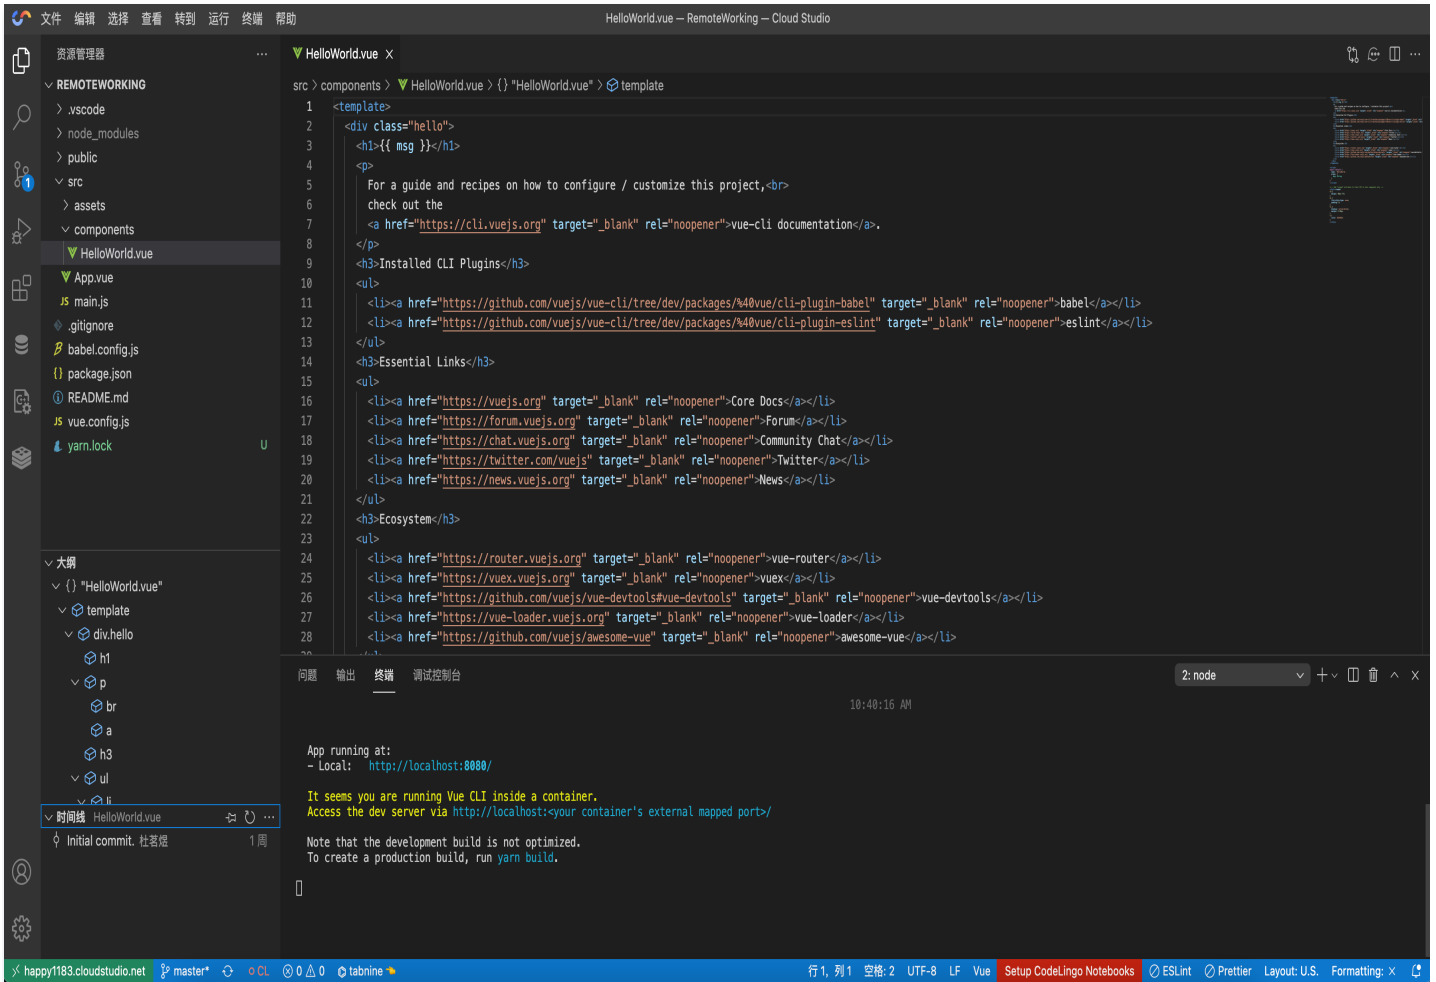 文件 编辑 选择 查看 转到 运行 终端 帮助
HelloWorld.vue — RemoteWorking — Cloud Studio
资源管理器
REMOTEWORKING
.vscode
node_modules
public
src
assets
components
HelloWorld.vue
App.vue
JS main.js
.gitignore
babel.config.js
{} package.json
README.md
JS vue.config.js
yarn.lock U
大纲
{} "HelloWorld.vue"
template
div.hello
h1
p
br
a
h3
ul
li
时间线 HelloWorld.vue
Initial commit. 杜茗煜 1 周
HelloWorld.vue
src > components > HelloWorld.vue > {} "HelloWorld.vue" > template
1 <template>
2 <div class="hello">
3 <h1>{{ msg }}</h1>
4 <p>
5 For a guide and recipes on how to configure / customize this project,<br>
6 check out the
7 <a href="https://cli.vuejs.org" target="_blank" rel="noopener">vue-cli documentation</a>.
8 </p>
9 <h3>Installed CLI Plugins</h3>
10 <ul>
11 <li><a href="https://github.com/vuejs/vue-cli/tree/dev/packages/%40vue/cli-plugin-babel" target="_blank" rel="noopener">babel</a></li>
12 <li><a href="https://github.com/vuejs/vue-cli/tree/dev/packages/%40vue/cli-plugin-eslint" target="_blank" rel="noopener">eslint</a></li>
13 </ul>
14 <h3>Essential Links</h3>
15 <ul>
16 <li><a href="https://vuejs.org" target="_blank" rel="noopener">Core Docs</a></li>
17 <li><a href="https://forum.vuejs.org" target="_blank" rel="noopener">Forum</a></li>
18 <li><a href="https://chat.vuejs.org" target="_blank" rel="noopener">Community Chat</a></li>
19 <li><a href="https://twitter.com/vuejs" target="_blank" rel="noopener">Twitter</a></li>
20 <li><a href="https://news.vuejs.org" target="_blank" rel="noopener">News</a></li>
21 </ul>
22 <h3>Ecosystem</h3>
23 <ul>
24 <li><a href="https://router.vuejs.org" target="_blank" rel="noopener">vue-router</a></li>
25 <li><a href="https://vuex.vuejs.org" target="_blank" rel="noopener">vuex</a></li>
26 <li><a href="https://github.com/vuejs/vue-devtools#vue-devtools" target="_blank" rel="noopener">vue-devtools</a></li>
27 <li><a href="https://vue-loader.vuejs.org" target="_blank" rel="noopener">vue-loader</a></li>
28 <li><a href="https://github.com/vuejs/awesome-vue" target="_blank" rel="noopener">awesome-vue</a></li>
问题 输出 终端 调试控制台 2: node
10:40:16 AM
App running at:
- Local: http://localhost:8080/
It seems you are running Vue CLI inside a container.
Access the dev server via http://localhost:<your container's external mapped port>/
Note that the development build is not optimized.
To create a production build, run yarn build.
happy1183.cloudstudio.net master* CL 0 0 tabnine 行 1, 列 1 空格: 2 UTF-8 LF Vue Setup CodeLingo Notebooks ESLint Prettier Layout: U.S. Formatting: ×